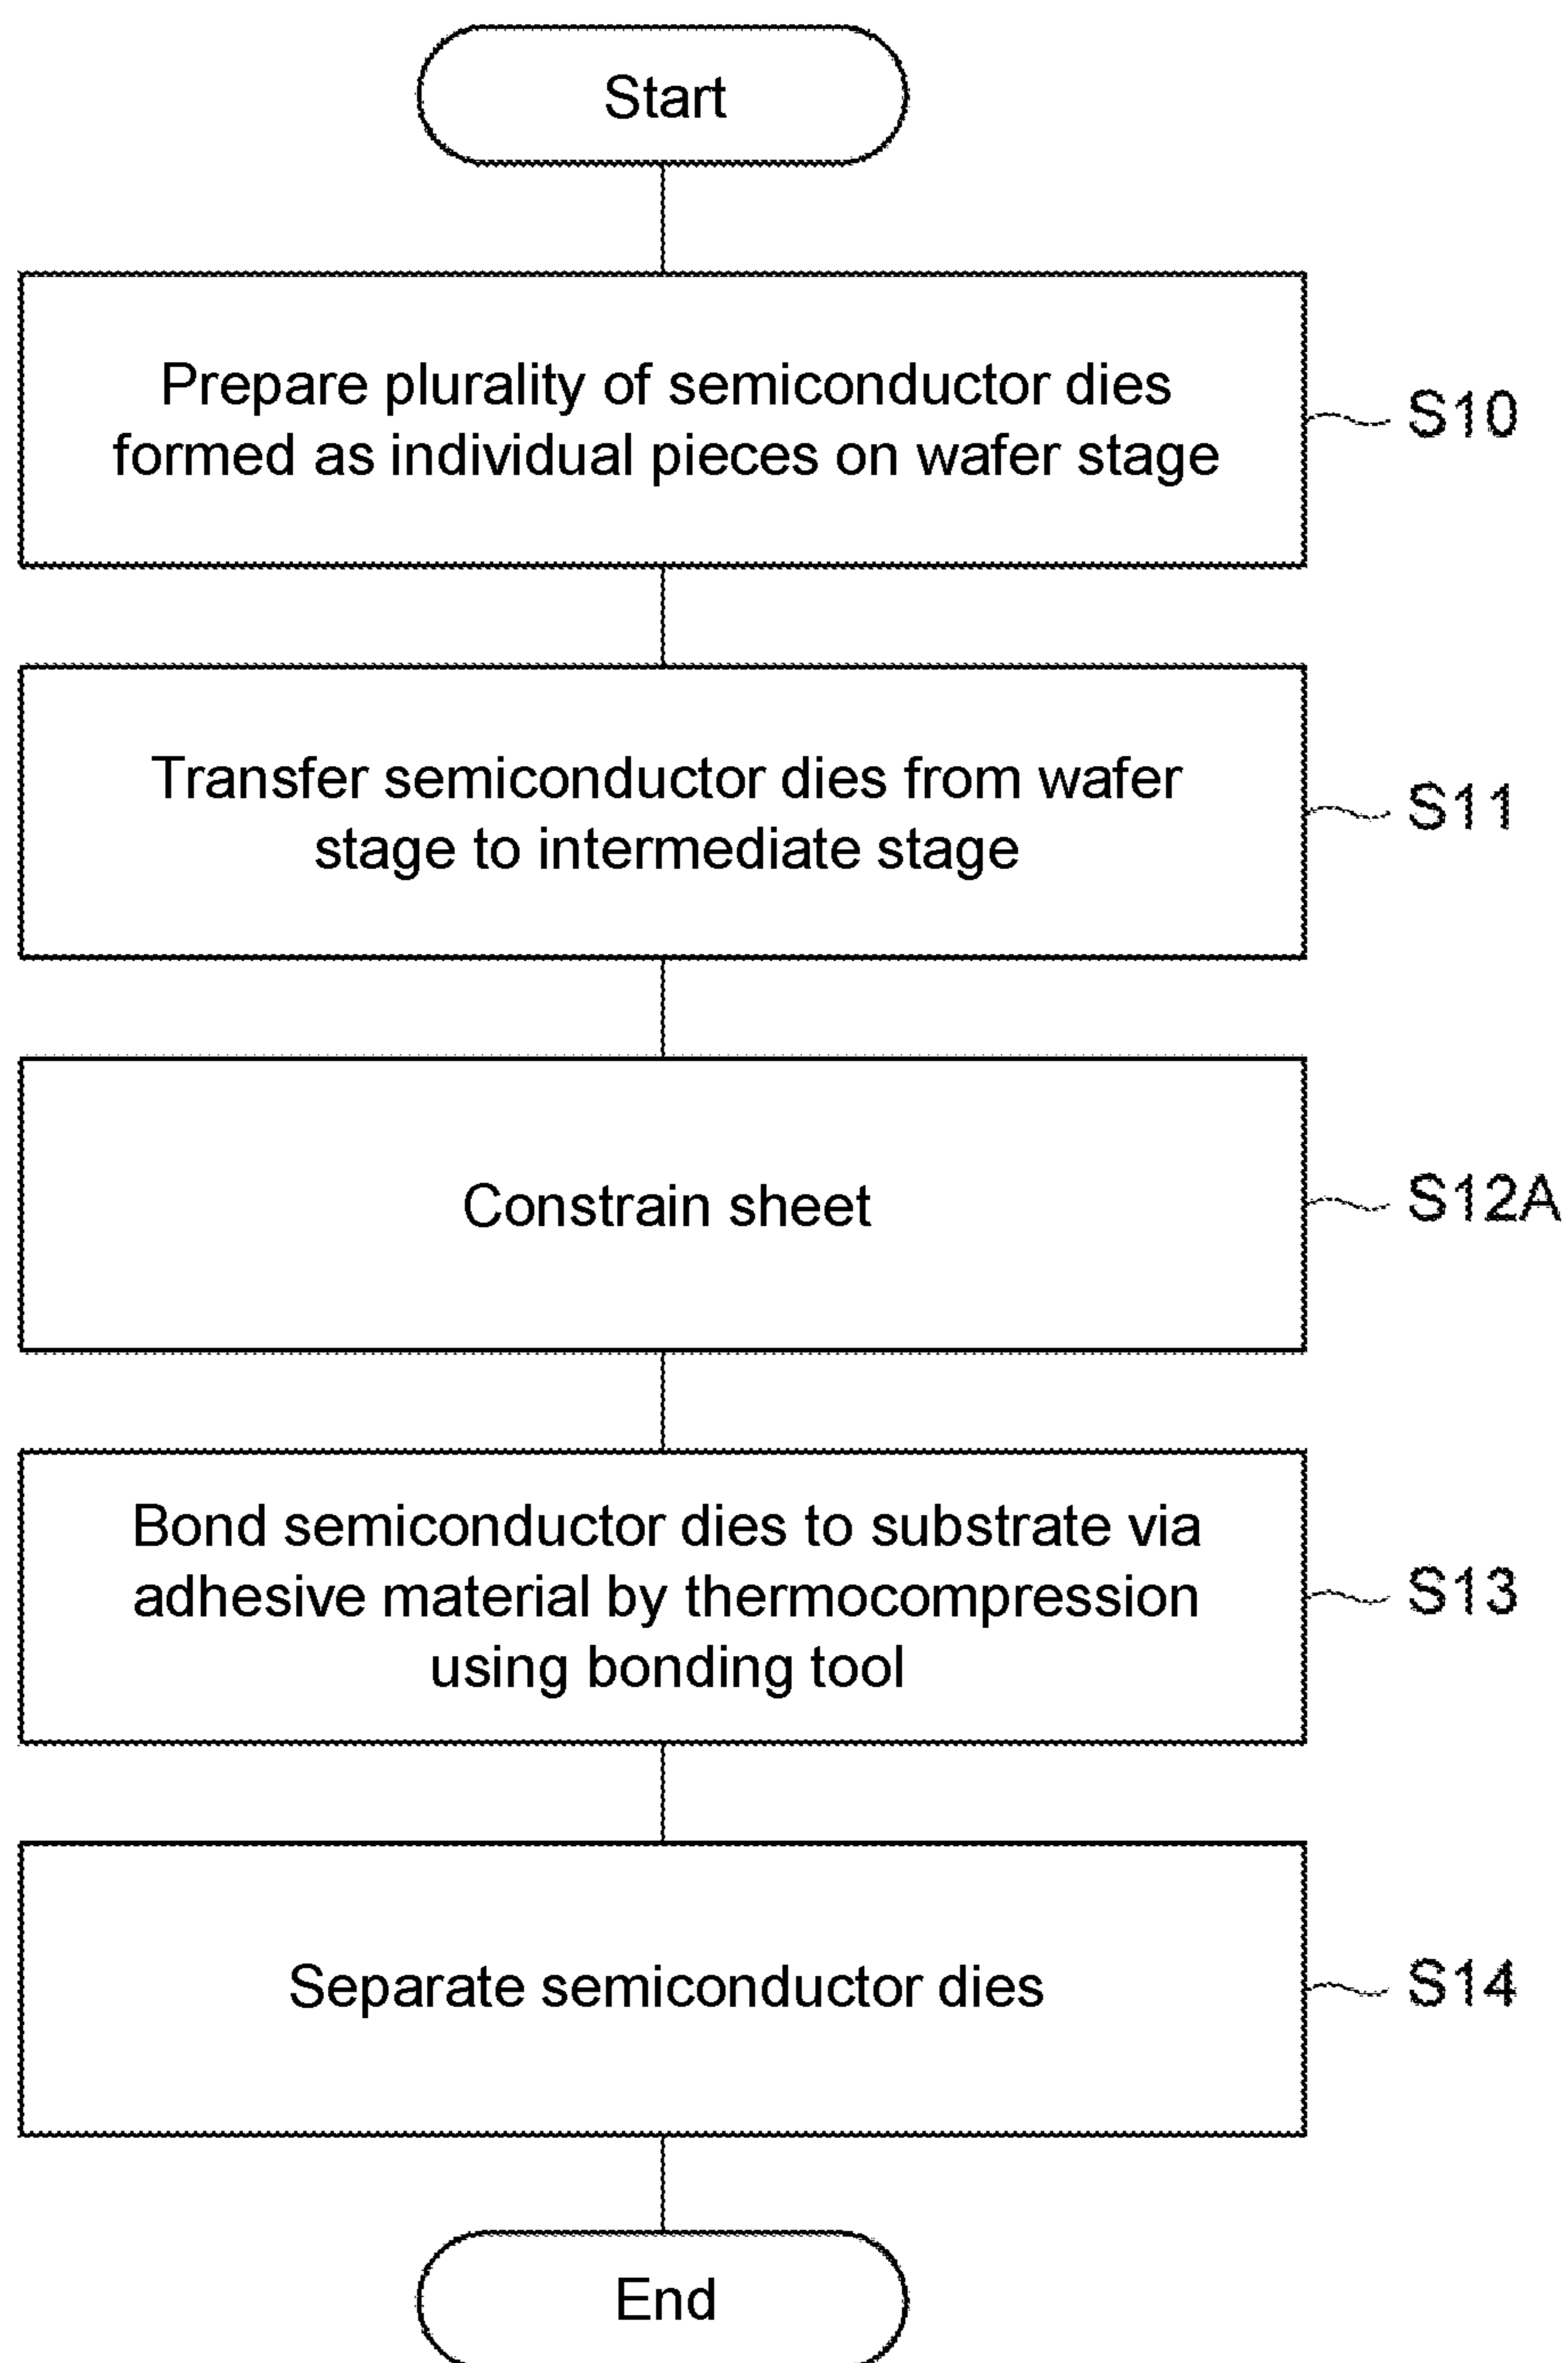 Start
Prepare plurality of semiconductor dies
formed as individual pieces on wafer stage
S10
Transfer semiconductor dies from wafer
stage to intermediate stage
S11
Constrain sheet
S12A
Bond semiconductor dies to substrate via
adhesive material by thermocompression
using bonding tool
S13
Separate semiconductor dies
S14
End